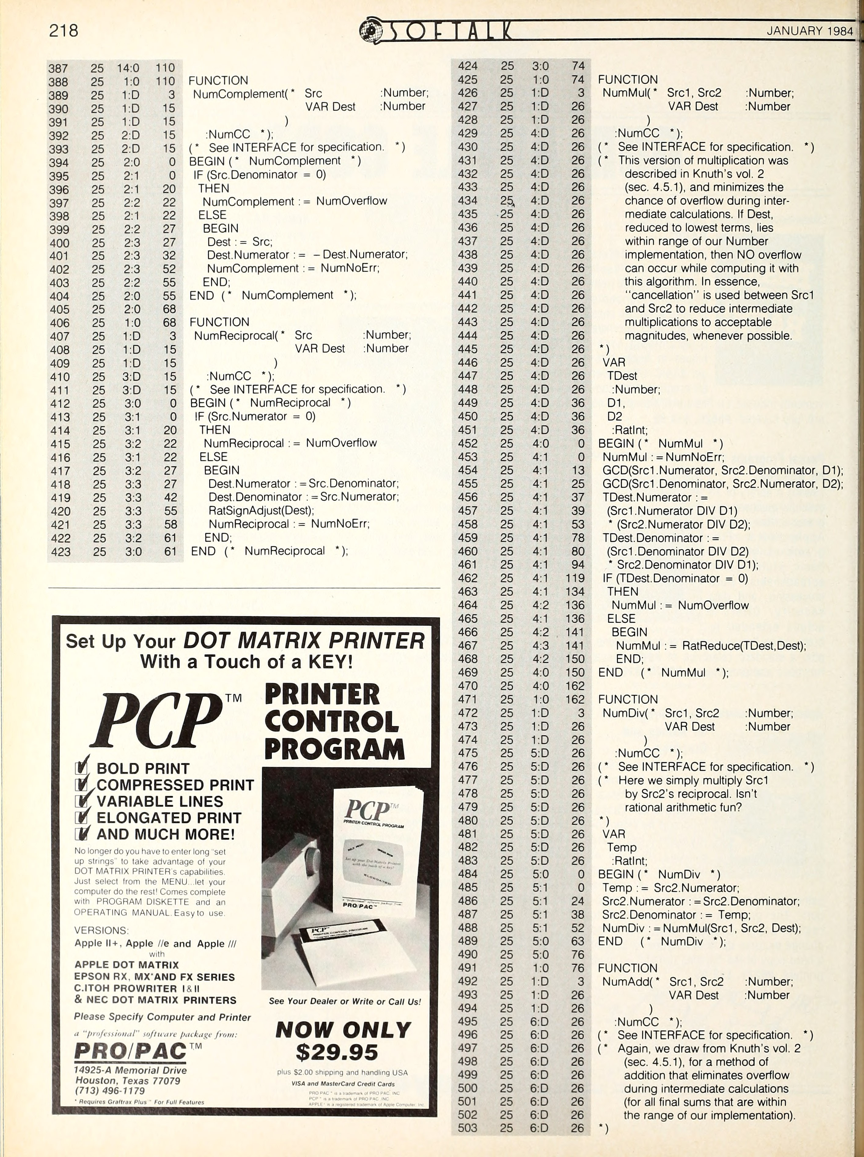 218
SOFTALK
JANUARY 1984
387 25 14:0 110
388 25 1:0 110 FUNCTION
389 25 1:D 3 NumComplement(* Src :Number;
390 25 1:D 15 VAR Dest :Number
391 25 1:D 15 )
392 25 2:D 15 :NumCC *);
393 25 2:D 15 (* See INTERFACE for specification. *)
394 25 2:0 0 BEGIN (* NumComplement *)
395 25 2:1 0 IF (Src.Denominator = 0)
396 25 2:1 20 THEN
397 25 2:2 22 NumComplement : = NumOverflow
398 25 2:1 22 ELSE
399 25 2:2 27 BEGIN
400 25 2:3 27 Dest : = Src;
401 25 2:3 32 Dest.Numerator : = - Dest.Numerator;
402 25 2:3 52 NumComplement : = NumNoErr;
403 25 2:2 55 END;
404 25 2:0 55 END (* NumComplement *);
405 25 2:0 68
406 25 1:0 68 FUNCTION
407 25 1:D 3 NumReciprocal(* Src :Number;
408 25 1:D 15 VAR Dest :Number
409 25 1:D 15 )
410 25 3:D 15 :NumCC *);
411 25 3:D 15 (* See INTERFACE for specification. *)
412 25 3:0 0 BEGIN (* NumReciprocal *)
413 25 3:1 0 IF (Src.Numerator = 0)
414 25 3:1 20 THEN
415 25 3:2 22 NumReciprocal : = NumOverflow
416 25 3:1 22 ELSE
417 25 3:2 27 BEGIN
418 25 3:3 27 Dest.Numerator : = Src.Denominator;
419 25 3:3 42 Dest.Denominator : = Src.Numerator;
420 25 3:3 55 RatSignAdjust(Dest);
421 25 3:3 58 NumReciprocal : = NumNoErr;
422 25 3:2 61 END;
423 25 3:0 61 END (* NumReciprocal *);
Set Up Your DOT MATRIX PRINTER
With a Touch of a KEY!
PCP™
PRINTER
CONTROL
PROGRAM
BOLD PRINT
COMPRESSED PRINT
VARIABLE LINES
ELONGATED PRINT
AND MUCH MORE!
No longer do you have to enter long "set
up strings" to take advantage of your
DOT MATRIX PRINTER's capabilities.
Just select from the MENU...let your
computer do the rest! Comes complete
with PROGRAM DISKETTE and an
OPERATING MANUAL. Easy to use.
VERSIONS:
Apple II+, Apple //e and Apple ///
with
APPLE DOT MATRIX
EPSON RX, MX*AND FX SERIES
C.ITOH PROWRITER I & II
& NEC DOT MATRIX PRINTERS
Please Specify Computer and Printer
a "professional" software package from:
PRO/PAC™
14925-A Memorial Drive
Houston, Texas 77079
(713) 496-1179
* Requires Graftrax Plus™ For Full Features
PCP™
PRINTER CONTROL PROGRAM
PRO/PAC™
See Your Dealer or Write or Call Us!
NOW ONLY
$29.95
plus $2.00 shipping and handling USA
VISA and MasterCard Credit Cards
PRO PAC™ is a trademark of PRO PAC, INC.
PCP™ is a trademark of PRO PAC, INC.
APPLE™ is a registered trademark of Apple Computer, Inc.
424 25 3:0 74
425 25 1:0 74 FUNCTION
426 25 1:D 3 NumMul(* Src1, Src2 :Number;
427 25 1:D 26 VAR Dest :Number
428 25 1:D 26 )
429 25 4:D 26 :NumCC *);
430 25 4:D 26 (* See INTERFACE for specification. *)
431 25 4:D 26 (* This version of multiplication was
432 25 4:D 26 described in Knuth's vol. 2
433 25 4:D 26 (sec. 4.5.1), and minimizes the
434 25 4:D 26 chance of overflow during inter-
435 25 4:D 26 mediate calculations. If Dest,
436 25 4:D 26 reduced to lowest terms, lies
437 25 4:D 26 within range of our Number
438 25 4:D 26 implementation, then NO overflow
439 25 4:D 26 can occur while computing it with
440 25 4:D 26 this algorithm. In essence,
441 25 4:D 26 "cancellation" is used between Src1
442 25 4:D 26 and Src2 to reduce intermediate
443 25 4:D 26 multiplications to acceptable
444 25 4:D 26 magnitudes, whenever possible.
445 25 4:D 26 *)
446 25 4:D 26 VAR
447 25 4:D 26 TDest
448 25 4:D 26 :Number;
449 25 4:D 36 D1,
450 25 4:D 36 D2
451 25 4:D 36 :RatInt;
452 25 4:0 0 BEGIN (* NumMul *)
453 25 4:1 0 NumMul : = NumNoErr;
454 25 4:1 13 GCD(Src1.Numerator, Src2.Denominator, D1);
455 25 4:1 25 GCD(Src1.Denominator, Src2.Numerator, D2);
456 25 4:1 37 TDest.Numerator : =
457 25 4:1 39 (Src1.Numerator DIV D1)
458 25 4:1 53 * (Src2.Numerator DIV D2);
459 25 4:1 78 TDest.Denominator : =
460 25 4:1 80 (Src1.Denominator DIV D2)
461 25 4:1 94 * Src2.Denominator DIV D1);
462 25 4:1 119 IF (TDest.Denominator = 0)
463 25 4:1 134 THEN
464 25 4:2 136 NumMul : = NumOverflow
465 25 4:1 136 ELSE
466 25 4:2 141 BEGIN
467 25 4:3 141 NumMul : = RatReduce(TDest,Dest);
468 25 4:2 150 END;
469 25 4:0 150 END (* NumMul *);
470 25 4:0 162
471 25 1:0 162 FUNCTION
472 25 1:D 3 NumDiv(* Src1, Src2 :Number;
473 25 1:D 26 VAR Dest :Number
474 25 1:D 26 )
475 25 5:D 26 :NumCC *);
476 25 5:D 26 (* See INTERFACE for specification. *)
477 25 5:D 26 (* Here we simply multiply Src1
478 25 5:D 26 by Src2's reciprocal. Isn't
479 25 5:D 26 rational arithmetic fun?
480 25 5:D 26 *)
481 25 5:D 26 VAR
482 25 5:D 26 Temp
483 25 5:D 26 :RatInt;
484 25 5:0 0 BEGIN (* NumDiv *)
485 25 5:1 0 Temp : = Src2.Numerator;
486 25 5:1 24 Src2.Numerator : = Src2.Denominator;
487 25 5:1 38 Src2.Denominator : = Temp;
488 25 5:1 52 NumDiv : = NumMul(Src1, Src2, Dest);
489 25 5:0 63 END (* NumDiv *);
490 25 5:0 76
491 25 1:0 76 FUNCTION
492 25 1:D 3 NumAdd(* Src1, Src2 :Number;
493 25 1:D 26 VAR Dest :Number
494 25 1:D 26 )
495 25 6:D 26 :NumCC *);
496 25 6:D 26 (* See INTERFACE for specification. *)
497 25 6:D 26 (* Again, we draw from Knuth's vol. 2
498 25 6:D 26 (sec. 4.5.1), for a method of
499 25 6:D 26 addition that eliminates overflow
500 25 6:D 26 during intermediate calculations
501 25 6:D 26 (for all final sums that are within
502 25 6:D 26 the range of our implementation).
503 25 6:D 26 *)